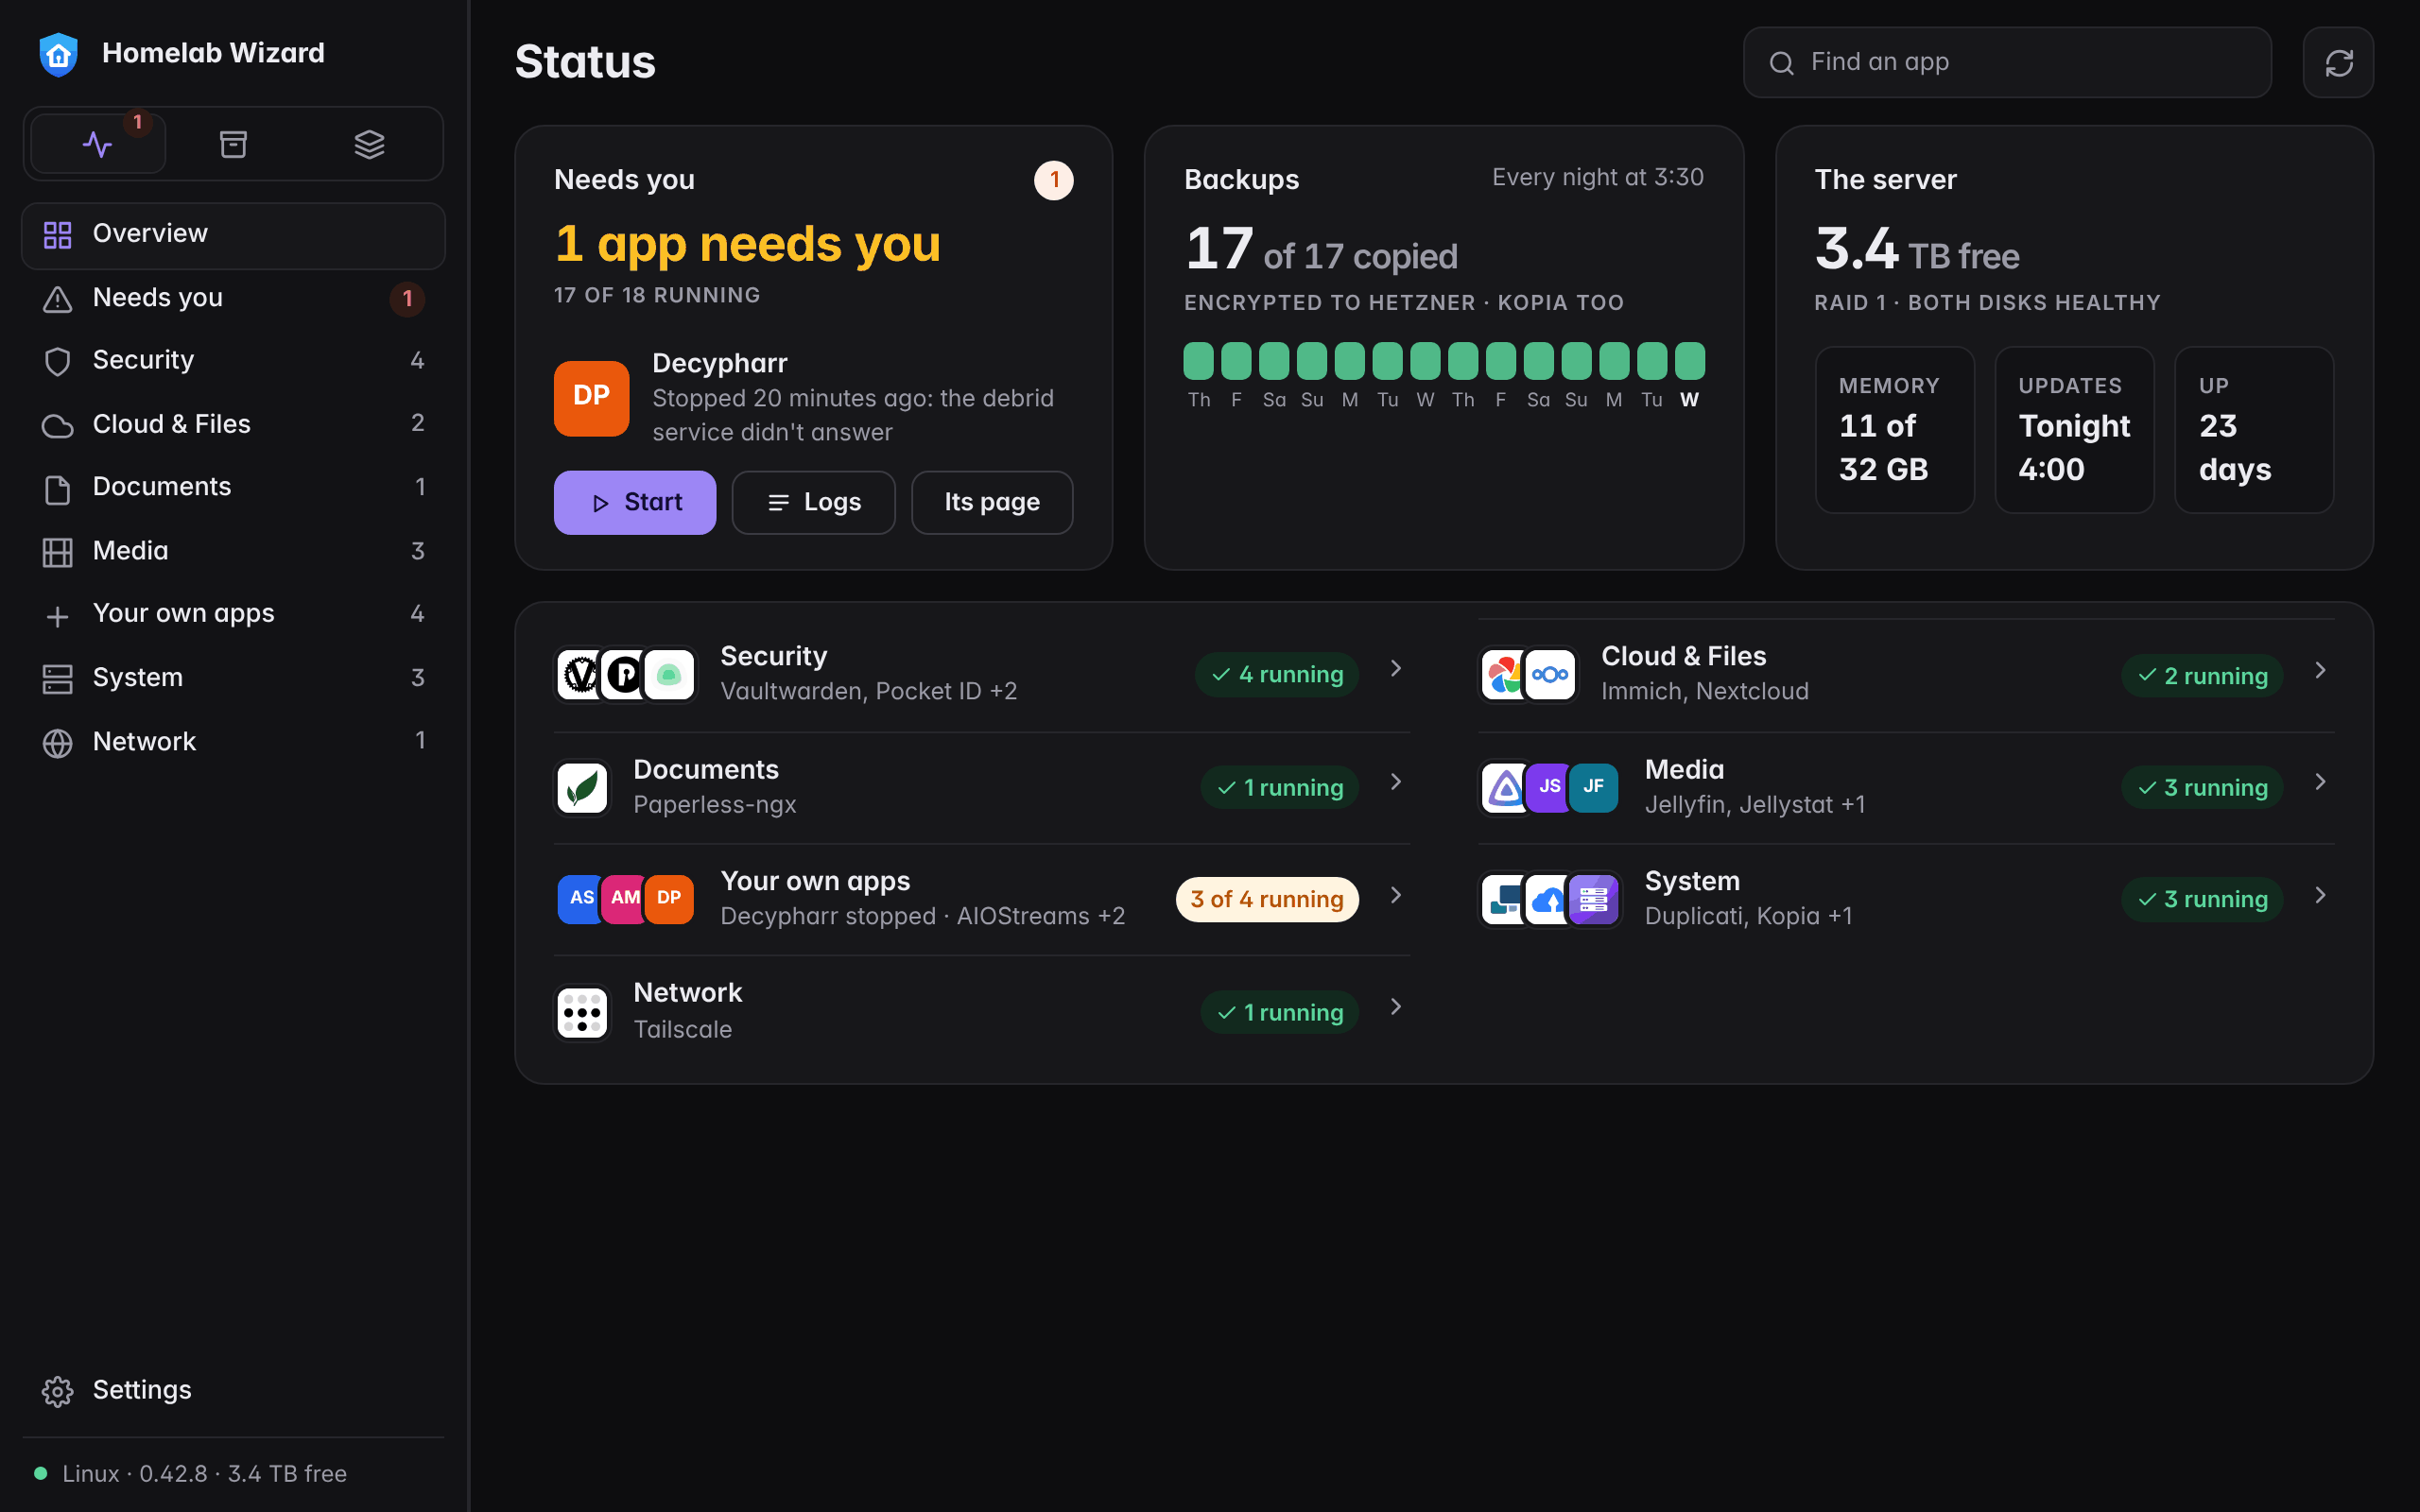 Homelab Wizard
1
Overview
Needs you 1
Security 4
Cloud & Files 2
Documents 1
Media 3
Your own apps 4
System 3
Network 1
Settings
Linux · 0.42.8 · 3.4 TB free
Status
Find an app
Needs you 1
1 app needs you
17 OF 18 RUNNING
DP
Decypharr
Stopped 20 minutes ago: the debrid
service didn't answer
Start
Logs
Its page
Backups
Every night at 3:30
17 of 17 copied
ENCRYPTED TO HETZNER · KOPIA TOO
Th F Sa Su M Tu W Th F Sa Su M Tu W
The server
3.4 TB free
RAID 1 · BOTH DISKS HEALTHY
MEMORY
11 of
32 GB
UPDATES
Tonight
4:00
UP
23
days
Security
Vaultwarden, Pocket ID +2
4 running
Cloud & Files
Immich, Nextcloud
2 running
Documents
Paperless-ngx
1 running
JS JF
Media
Jellyfin, Jellystat +1
3 running
AS AM DP
Your own apps
Decypharr stopped · AIOStreams +2
3 of 4 running
System
Duplicati, Kopia +1
3 running
Network
Tailscale
1 running